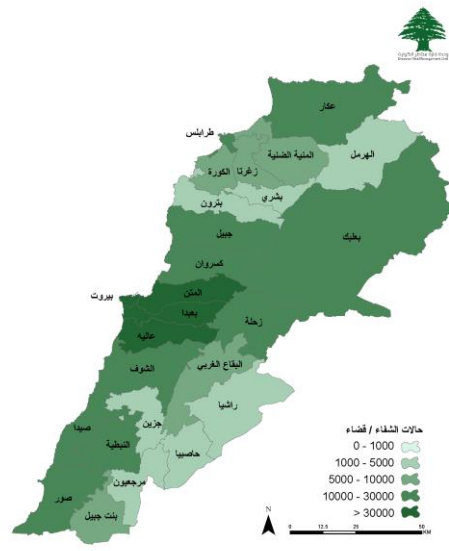 عكار
طرابلس
الهرمل
المنية الضنية
زغرتا
الكورة
بشري
بترون
جبيل
بعلبك
كسروان
المتن
بيروت
بعبدا
زحلة
عاليه
البقاع الغربي
الشوف
راشيا
حالات الشفاء / قضاء
0 - 1000
1000 - 5000
5000 - 10000
10000 - 30000
> 30000
صيدا
جزين
النبطية
حاصبيا
مرجعيون
صور
بنت جبيل
N
0 12.5 25 50
KM